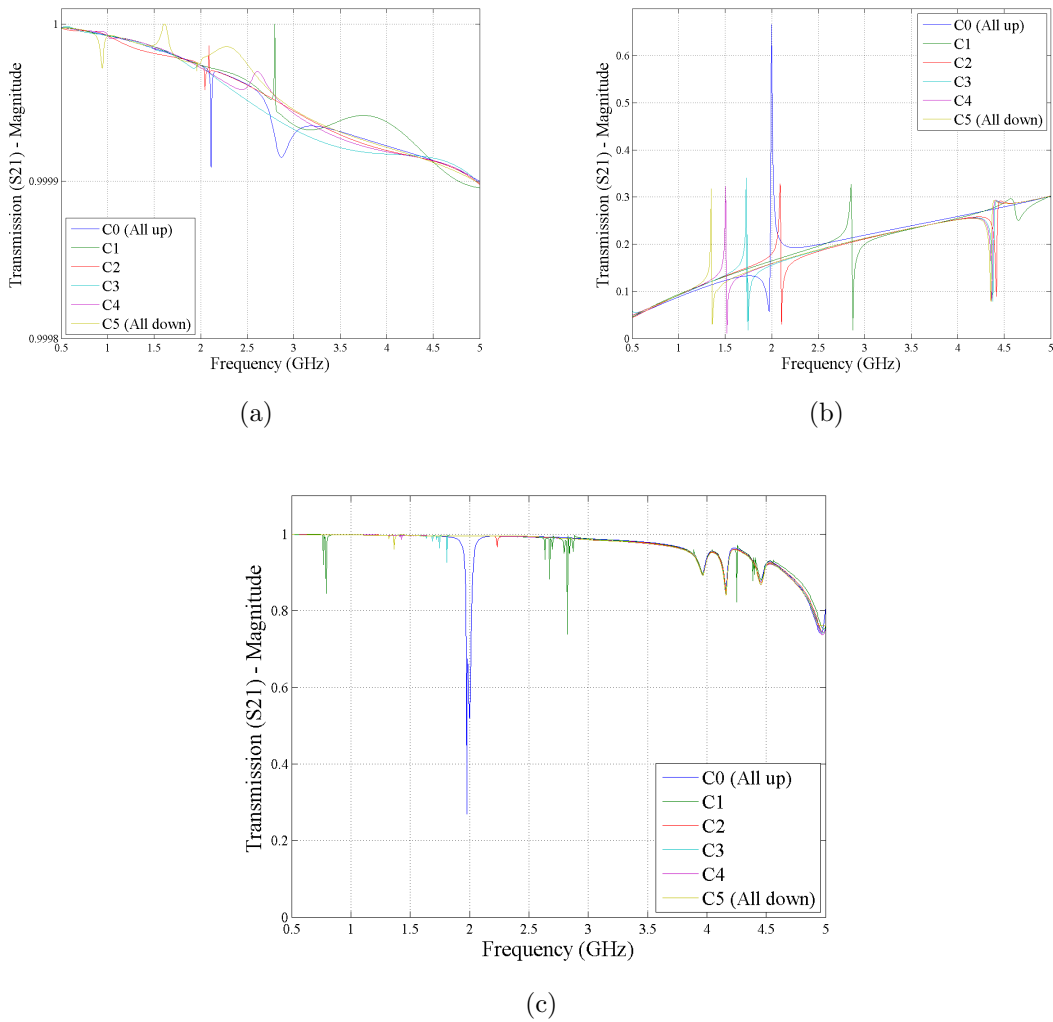 1
0.9999
0.9998
Transmission (S21) - Magnitude
C0 (All up)
C1
C2
C3
C4
C5 (All down)
0.5 1 1.5 2 2.5 3 3.5 4 4.5 5
Frequency (GHz)
(a)
0.6
0.5
0.4
0.3
0.2
0.1
0
Transmission (S21) - Magnitude
C0 (All up)
C1
C2
C3
C4
C5 (All down)
0.5 1 1.5 2 2.5 3 3.5 4 4.5 5
Frequency (GHz)
(b)
1
0.8
0.6
0.4
0.2
0
Transmission (S21) - Magnitude
C0 (All up)
C1
C2
C3
C4
C5 (All down)
0.5 1 1.5 2 2.5 3 3.5 4 4.5 5
Frequency (GHz)
(c)